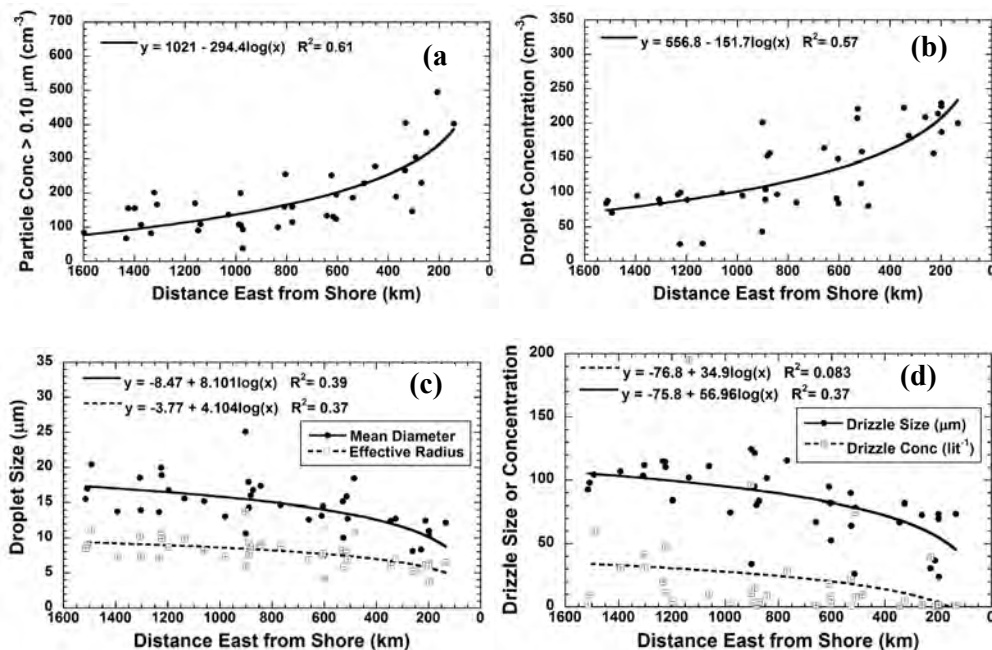 y = 1021 - 294.4log(x) R²= 0.61
(a)
Particle Conc > 0.10 μm (cm⁻³)
700
600
500
400
300
200
100
0
1600 1400 1200 1000 800 600 400 200 0
Distance East from Shore (km)
y = 556.8 - 151.7log(x) R²= 0.57
(b)
Droplet Concentration (cm⁻³)
350
300
250
200
150
100
50
0
1600 1400 1200 1000 800 600 400 200 0
Distance East from Shore (km)
y = -8.47 + 8.101log(x) R²= 0.39
y = -3.77 + 4.104log(x) R²= 0.37
(c)
Mean Diameter
Effective Radius
Droplet Size (μm)
35
30
25
20
15
10
5
0
1600 1400 1200 1000 800 600 400 200 0
Distance East from Shore (km)
y = -76.8 + 34.9log(x) R²= 0.083
y = -75.8 + 56.96log(x) R²= 0.37
(d)
Drizzle Size (μm)
Drizzle Conc (lit⁻¹)
Drizzle Size or Concentration
200
150
100
50
0
1600 1400 1200 1000 800 600 400 200 0
Distance East from Shore (km)